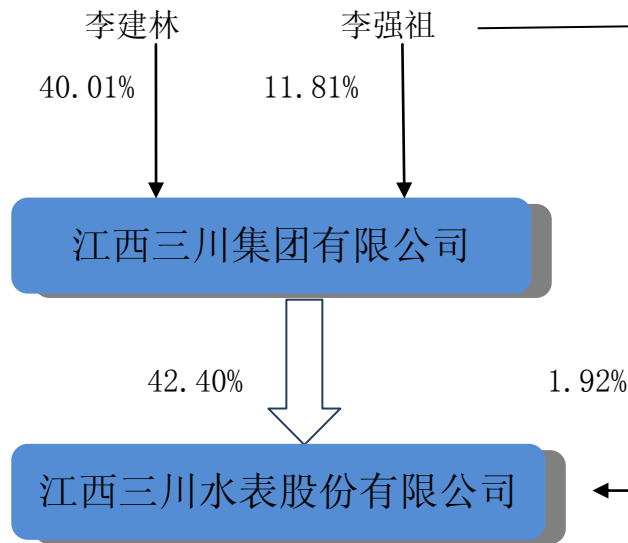 李建林 李强祖
40.01% 11.81%
江西三川集团有限公司
42.40% 1.92%
江西三川水表股份有限公司